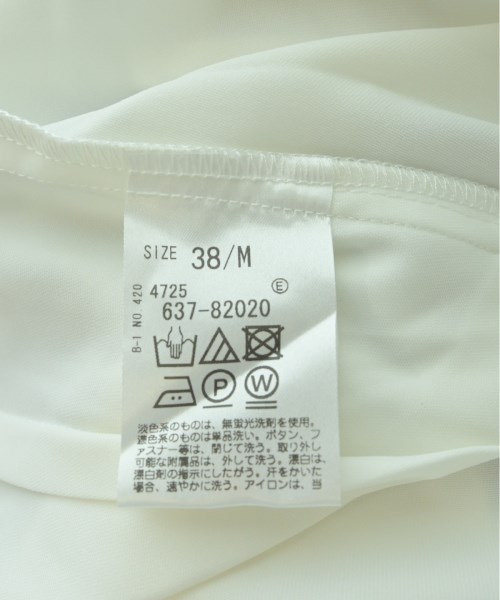 SIZE 38/M
B-1 NO. 420
4725 E
637-82020
P W
淡色系のものは、無蛍光洗剤を使用。
濃色系のものは単品洗い。ボタン、フ
ァスナー等は、閉じて洗う。取り外し
可能な附属品は、外して洗う。漂白は、
漂白剤の指示にしたがう。汗をかいた
場合、速やかに洗う。アイロンは、当